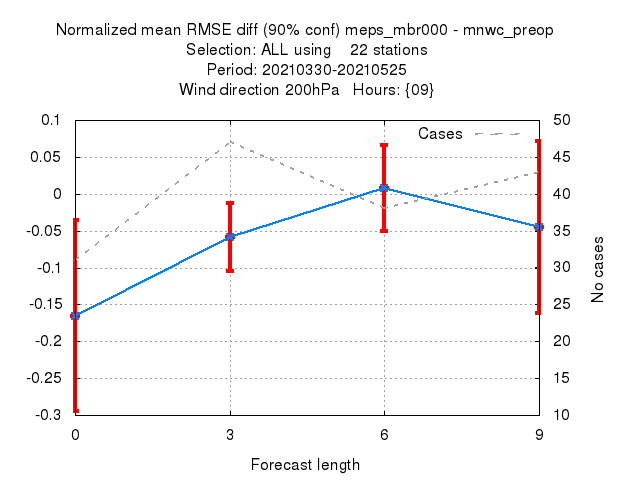 Normalized mean RMSE diff (90% conf) meps_mbr000 - mnwc_preop
Selection: ALL using    22 stations
Period: 20210330-20210525
Wind direction 200hPa   Hours: {09}
Cases
0.1
0.05
0
-0.05
-0.1
-0.15
-0.2
-0.25
-0.3
50
45
40
35
30
25
20
15
10
No cases
0 3 6 9
Forecast length